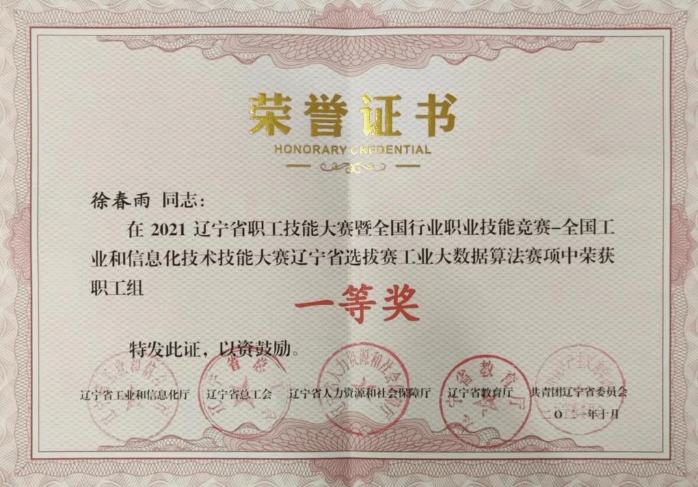 荣誉证书
HONORARY CREDENTIAL
徐春雨 同志：
在 2021 辽宁省职工技能大赛暨全国行业职业技能竞赛-全国工
业和信息化技术技能大赛辽宁省选拔赛工业大数据算法赛项中荣获
职工组
一等奖
特发此证，以资鼓励。
辽宁省工业和信息化厅 辽宁省总工会 辽宁省人力资源和社会保障厅 辽宁省教育厅 共青团辽宁省委员会
二〇二一年十月